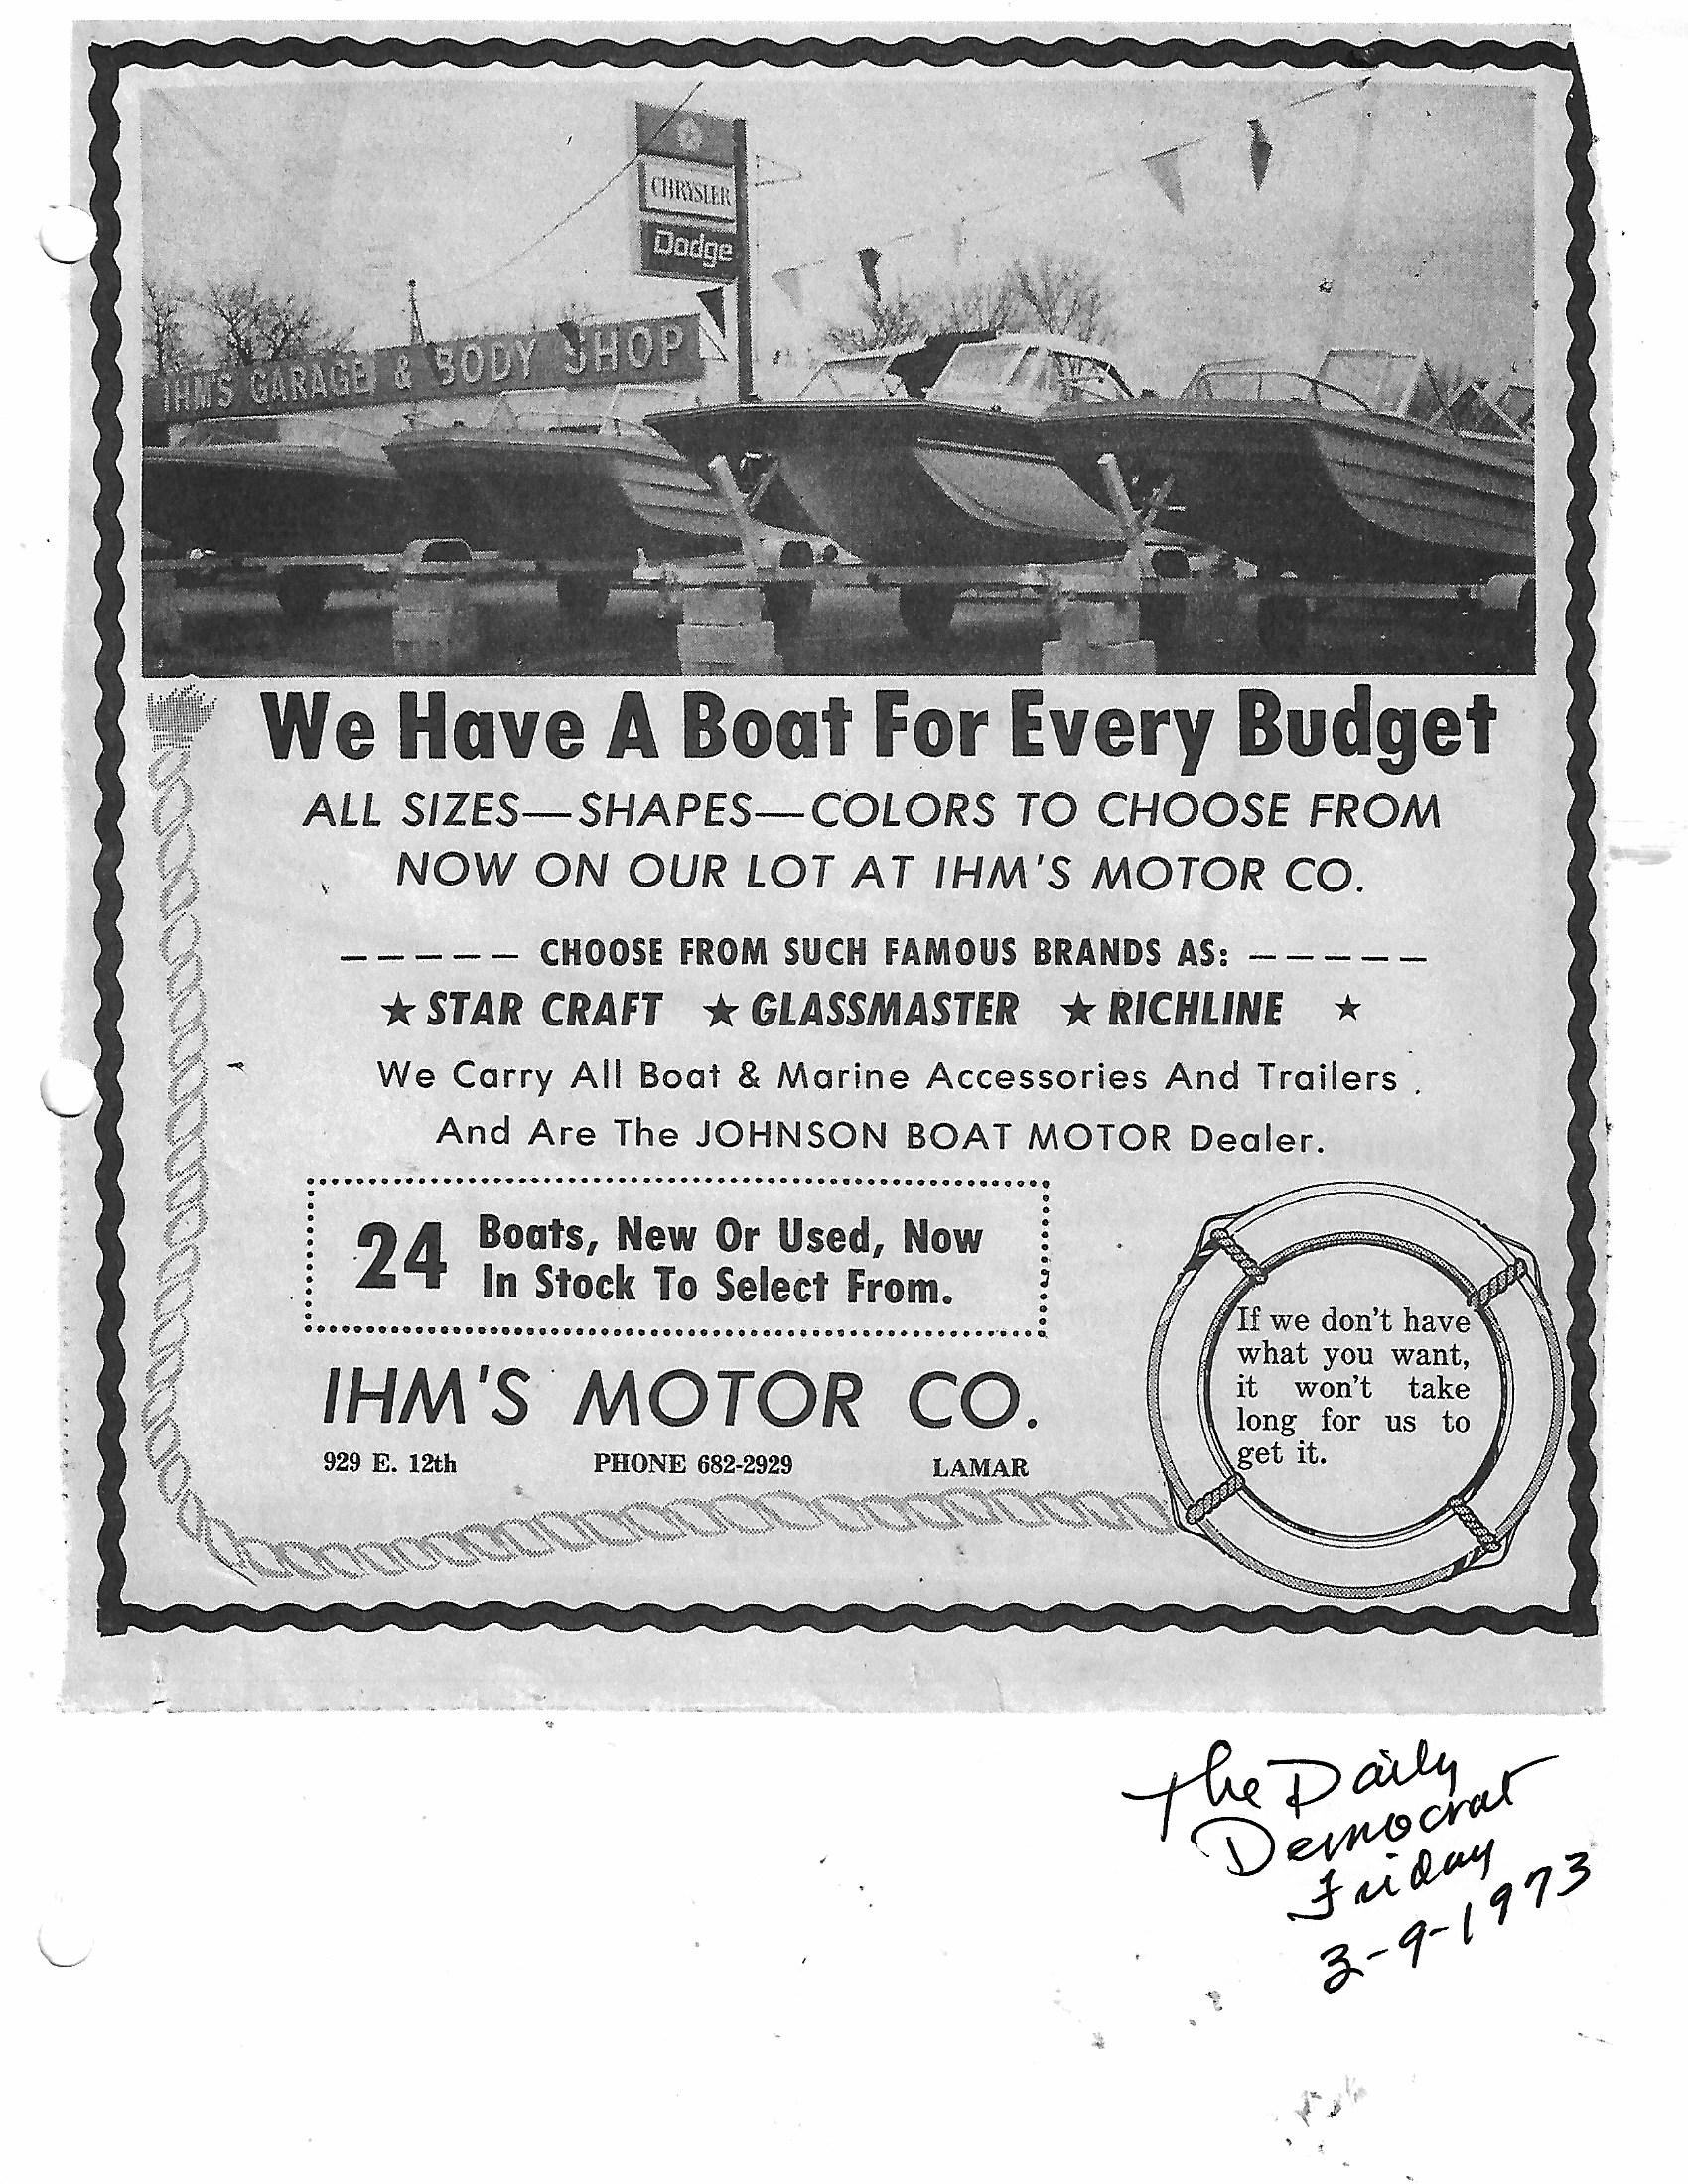 CHRYSLER
Dodge
IHM'S GARAGE & BODY SHOP
We Have A Boat For Every Budget
ALL SIZES—SHAPES—COLORS TO CHOOSE FROM
NOW ON OUR LOT AT IHM'S MOTOR CO.
————— CHOOSE FROM SUCH FAMOUS BRANDS AS: —————
★ STAR CRAFT ★ GLASSMASTER ★ RICHLINE ★
We Carry All Boat & Marine Accessories And Trailers .
And Are The JOHNSON BOAT MOTOR Dealer.
24 Boats, New Or Used, Now
In Stock To Select From.
If we don't have
what you want,
it won't take
long for us to
get it.
IHM'S MOTOR CO.
929 E. 12th PHONE 682-2929 LAMAR
The Daily
Democrat
Friday
3-9-1973